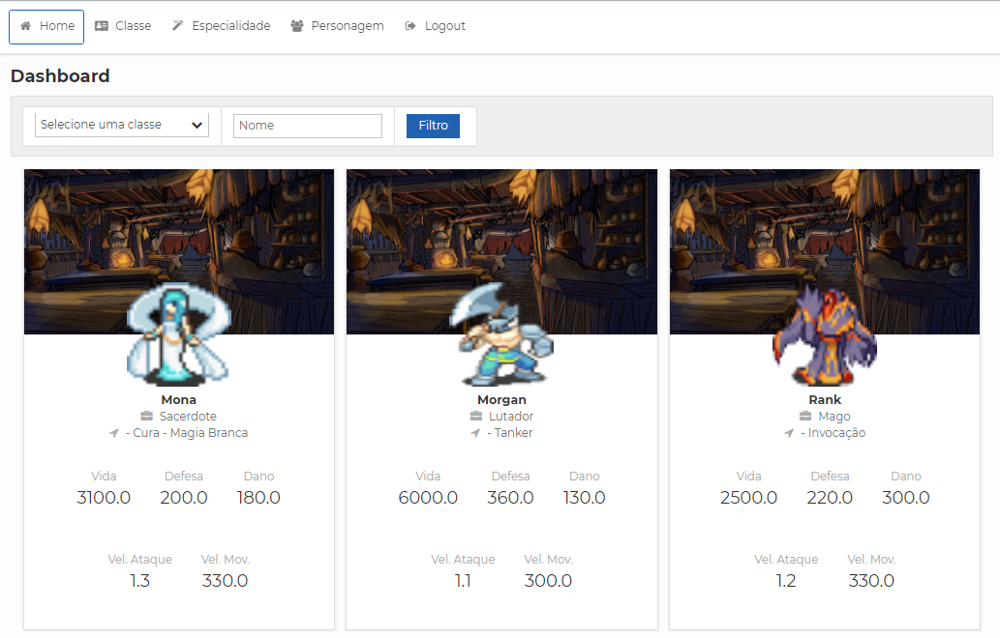 Home Classe Especialidade Personagem Logout
Dashboard
Selecione uma classe Nome Filtro
Mona
Sacerdote
- Cura - Magia Branca
Vida Defesa Dano
3100.0 200.0 180.0
Vel. Ataque Vel. Mov.
1.3 330.0
Morgan
Lutador
- Tanker
Vida Defesa Dano
6000.0 360.0 130.0
Vel. Ataque Vel. Mov.
1.1 300.0
Rank
Mago
- Invocação
Vida Defesa Dano
2500.0 220.0 300.0
Vel. Ataque Vel. Mov.
1.2 330.0